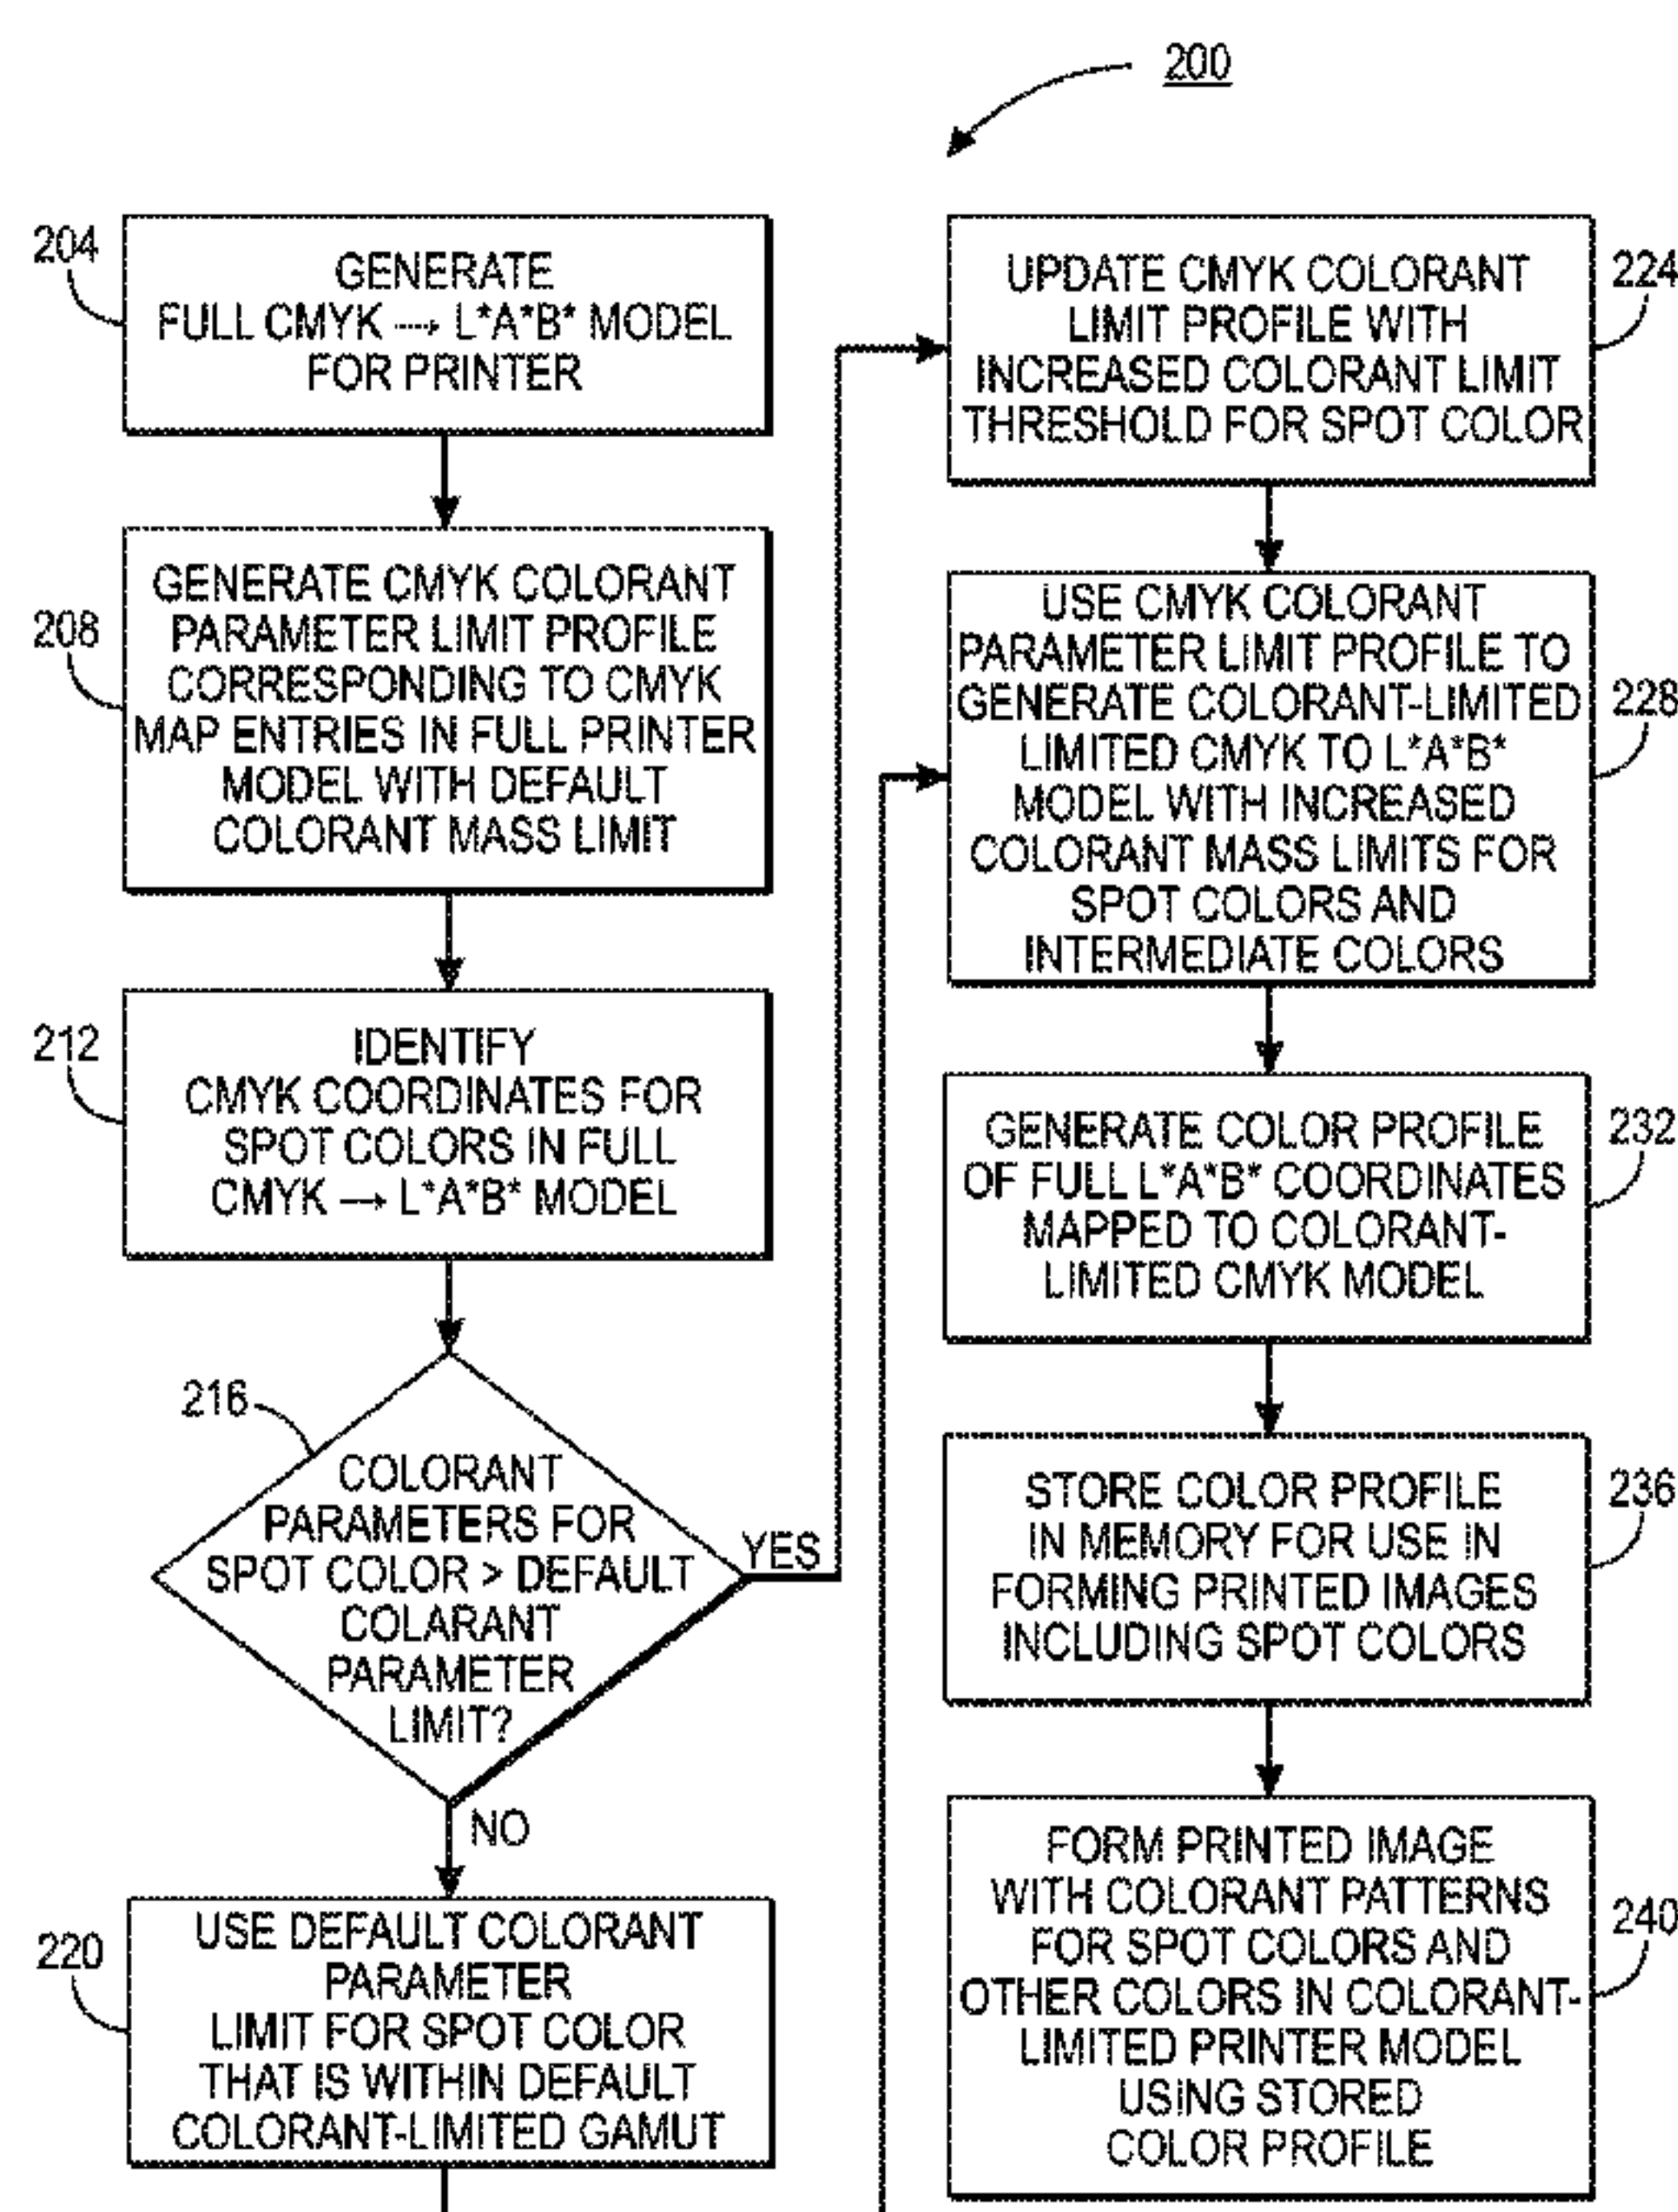 200
204
GENERATE
FULL CMYK → L*A*B* MODEL
FOR PRINTER
208
GENERATE CMYK COLORANT
PARAMETER LIMIT PROFILE
CORRESPONDING TO CMYK
MAP ENTRIES IN FULL PRINTER
MODEL WITH DEFAULT
COLORANT MASS LIMIT
212
IDENTIFY
CMYK COORDINATES FOR
SPOT COLORS IN FULL
CMYK → L*A*B* MODEL
216
COLORANT
PARAMETERS FOR
SPOT COLOR > DEFAULT
COLARANT
PARAMETER
LIMIT?
YES
NO
220
USE DEFAULT COLORANT
PARAMETER
LIMIT FOR SPOT COLOR
THAT IS WITHIN DEFAULT
COLORANT-LIMITED GAMUT
224
UPDATE CMYK COLORANT
LIMIT PROFILE WITH
INCREASED COLORANT LIMIT
THRESHOLD FOR SPOT COLOR
228
USE CMYK COLORANT
PARAMETER LIMIT PROFILE TO
GENERATE COLORANT-LIMITED
LIMITED CMYK TO L*A*B*
MODEL WITH INCREASED
COLORANT MASS LIMITS FOR
SPOT COLORS AND
INTERMEDIATE COLORS
232
GENERATE COLOR PROFILE
OF FULL L*A*B* COORDINATES
MAPPED TO COLORANT-
LIMITED CMYK MODEL
236
STORE COLOR PROFILE
IN MEMORY FOR USE IN
FORMING PRINTED IMAGES
INCLUDING SPOT COLORS
240
FORM PRINTED IMAGE
WITH COLORANT PATTERNS
FOR SPOT COLORS AND
OTHER COLORS IN COLORANT-
LIMITED PRINTER MODEL
USING STORED
COLOR PROFILE